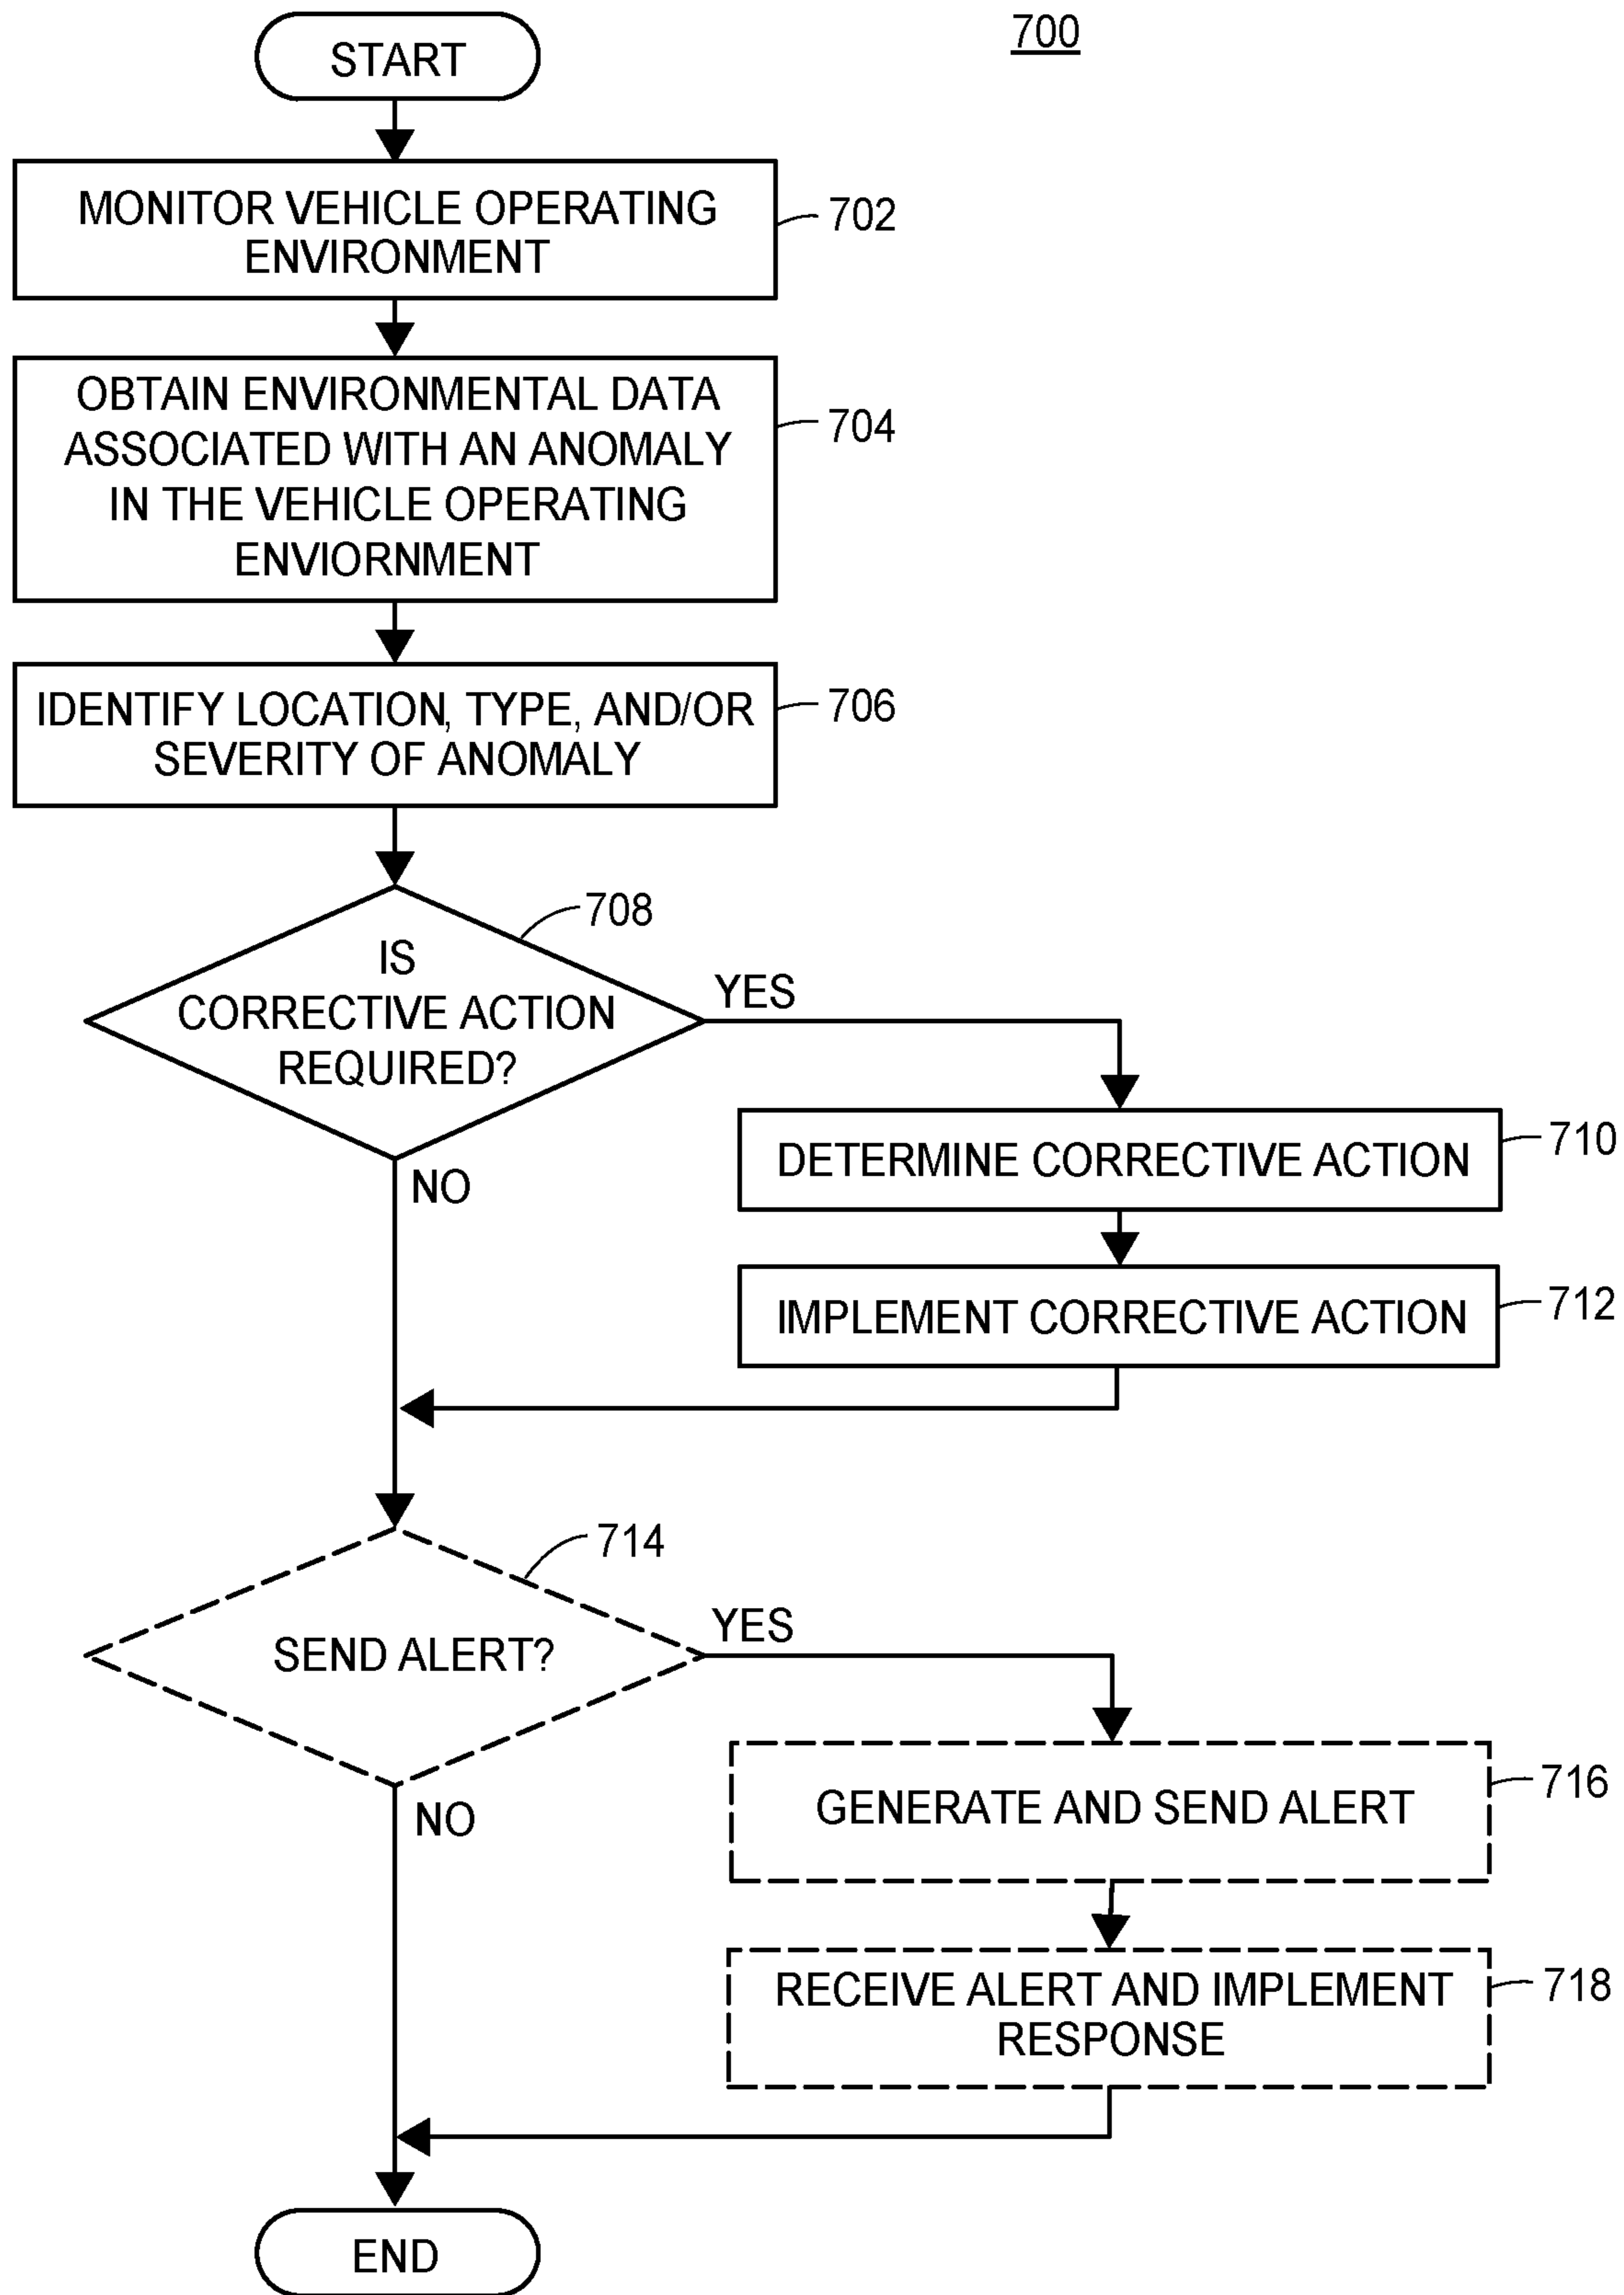 700
START
MONITOR VEHICLE OPERATING
ENVIRONMENT
702
OBTAIN ENVIRONMENTAL DATA
ASSOCIATED WITH AN ANOMALY
IN THE VEHICLE OPERATING
ENVIORNMENT
704
IDENTIFY LOCATION, TYPE, AND/OR
SEVERITY OF ANOMALY
706
708
IS
CORRECTIVE ACTION
REQUIRED?
YES
NO
DETERMINE CORRECTIVE ACTION
710
IMPLEMENT CORRECTIVE ACTION
712
714
SEND ALERT?
YES
NO
GENERATE AND SEND ALERT
716
RECEIVE ALERT AND IMPLEMENT
RESPONSE
718
END